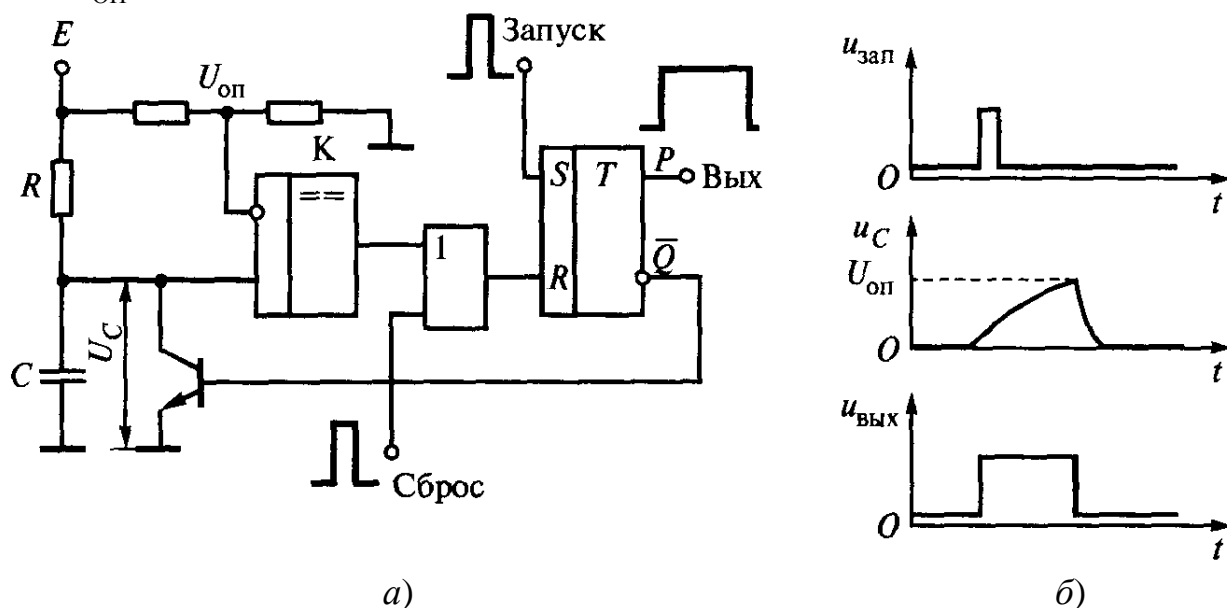 оп
E
Запуск
U_оп
K
==
R
S
T
P
Вых
1
R
Q̅
U_C
C
Сброс
а)
u_зап
O
t
u_C
U_оп
O
t
u_вых
O
t
б)